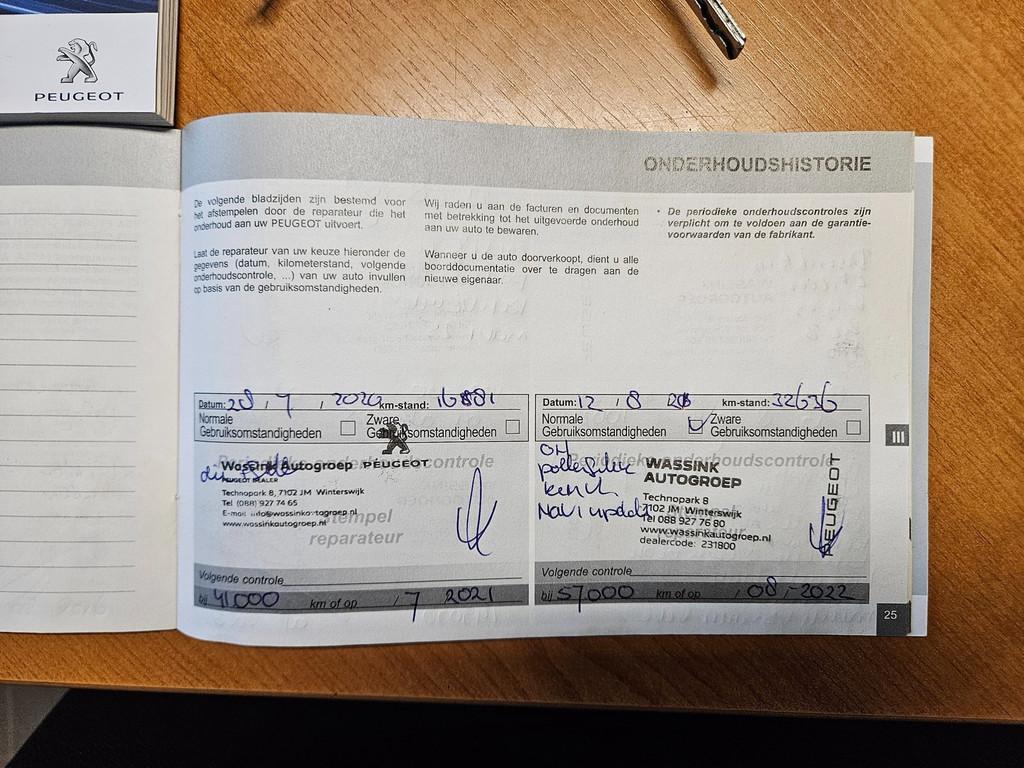 PEUGEOT
ONDERHOUDSHISTORIE
De volgende bladzijden zijn bestemd voor
het afstempelen door de reparateur die het
onderhoud aan uw PEUGEOT uitvoert.
Laat de reparateur van uw keuze hieronder de
gegevens (datum, kilometerstand, volgende
onderhoudscontrole, ...) van uw auto invullen
op basis van de gebruiksomstandigheden.
Wij raden u aan de facturen en documenten
met betrekking tot het uitgevoerde onderhoud
aan uw auto te bewaren.
Wanneer u de auto doorverkoopt, dient u alle
boorddocumentatie over te dragen aan de
nieuwe eigenaar.
• De periodieke onderhoudscontroles zijn
verplicht om te voldoen aan de garantie-
voorwaarden van de fabrikant.
Datum: 28 / 7 / 2020 km-stand: 16881
Normale Zware
Gebruiksomstandigheden Gebruiksomstandigheden
Periodieke onderhoudscontrole
Wassink Autogroep PEUGEOT
PEUGEOT DEALER
Technopark 8, 7102 JM Winterswijk
Tel (088) 927 74 65
E-mail info@wassinkautogroep.nl
www.wassinkautogroep.nl
Stempel
reparateur
Volgende controle
bij 41.000 km of op / 7 2021
Datum: 12 / 8 km-stand: 32636
Normale Zware
Gebruiksomstandigheden Gebruiksomstandigheden
Periodieke onderhoudscontrole
OH
pollenfilter
Navi update
WASSINK
AUTOGROEP
Technopark 8
7102 JM Winterswijk
Tel 088 927 76 80
www.wassinkautogroep.nl
dealercode: 231800
PEUGEOT
reparateur
Volgende controle
bij 57000 km of op / 08 - 2022
III
25